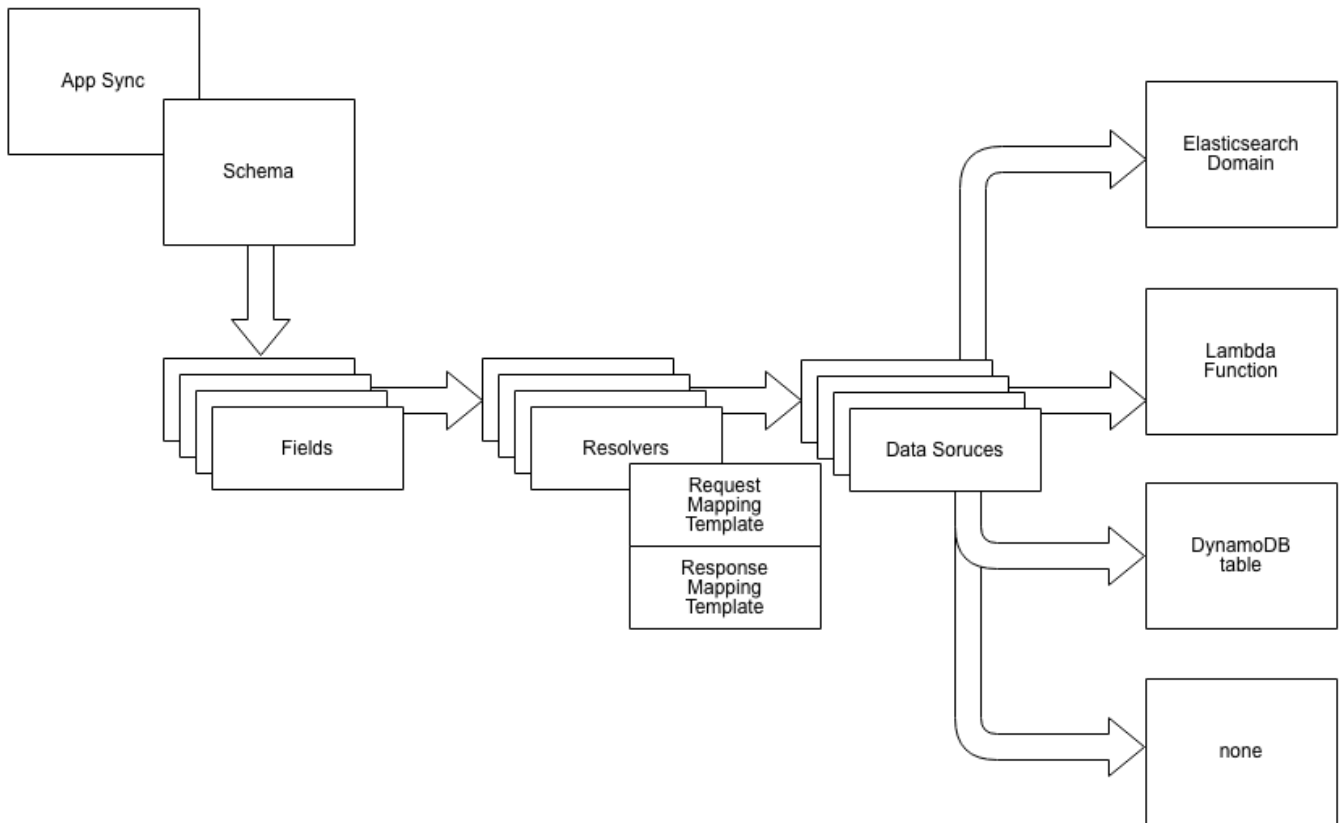 App Sync
Schema
Elasticsearch
Domain
Lambda
Function
Fields
Resolvers
Data Soruces
Request
Mapping
Template
Response
Mapping
Template
DynamoDB
table
none